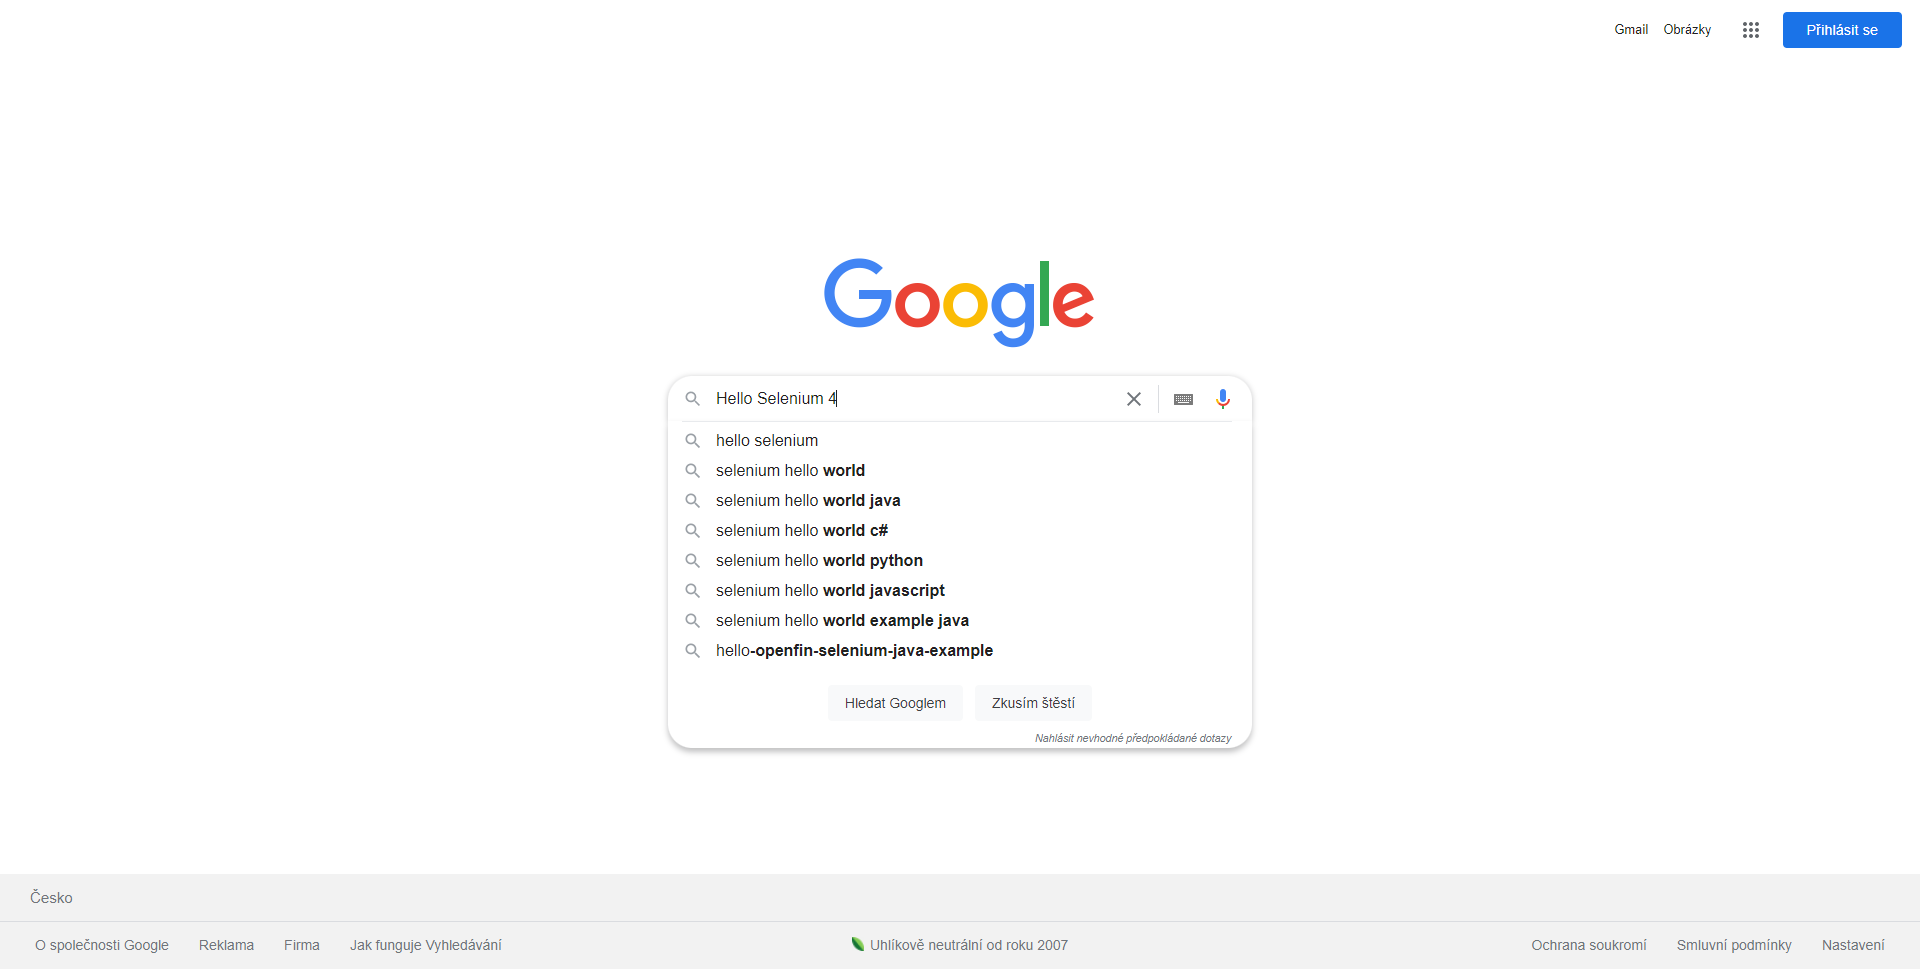 Gmail Obrázky Přihlásit se
Google
Hello Selenium 4
hello selenium
selenium hello world
selenium hello world java
selenium hello world c#
selenium hello world python
selenium hello world javascript
selenium hello world example java
hello-openfin-selenium-java-example
Hledat Googlem Zkusím štěstí
Nahlásit nevhodné předpokládané dotazy
Česko
O společnosti Google Reklama Firma Jak funguje Vyhledávání Uhlíkově neutrální od roku 2007 Ochrana soukromí Smluvní podmínky Nastavení